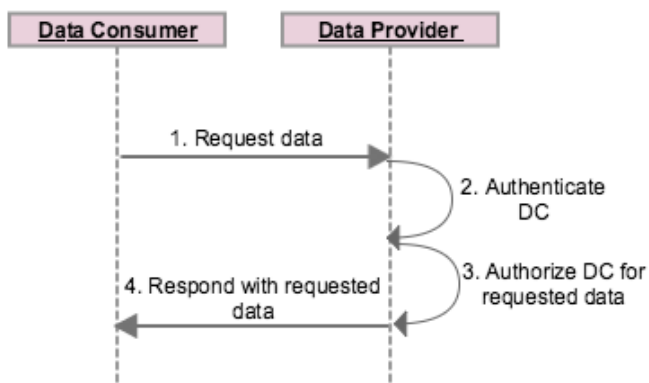 Data Consumer
Data Provider
1. Request data
2. Authenticate
DC
3. Authorize DC for
requested data
4. Respond with requested
data